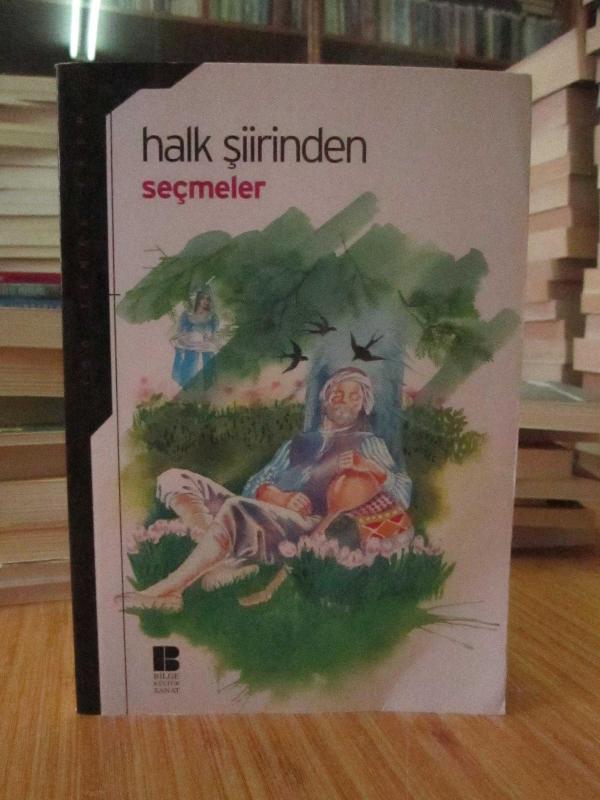 halk şiirinden
seçmeler
BİLGE
KÜLTÜR
SANAT